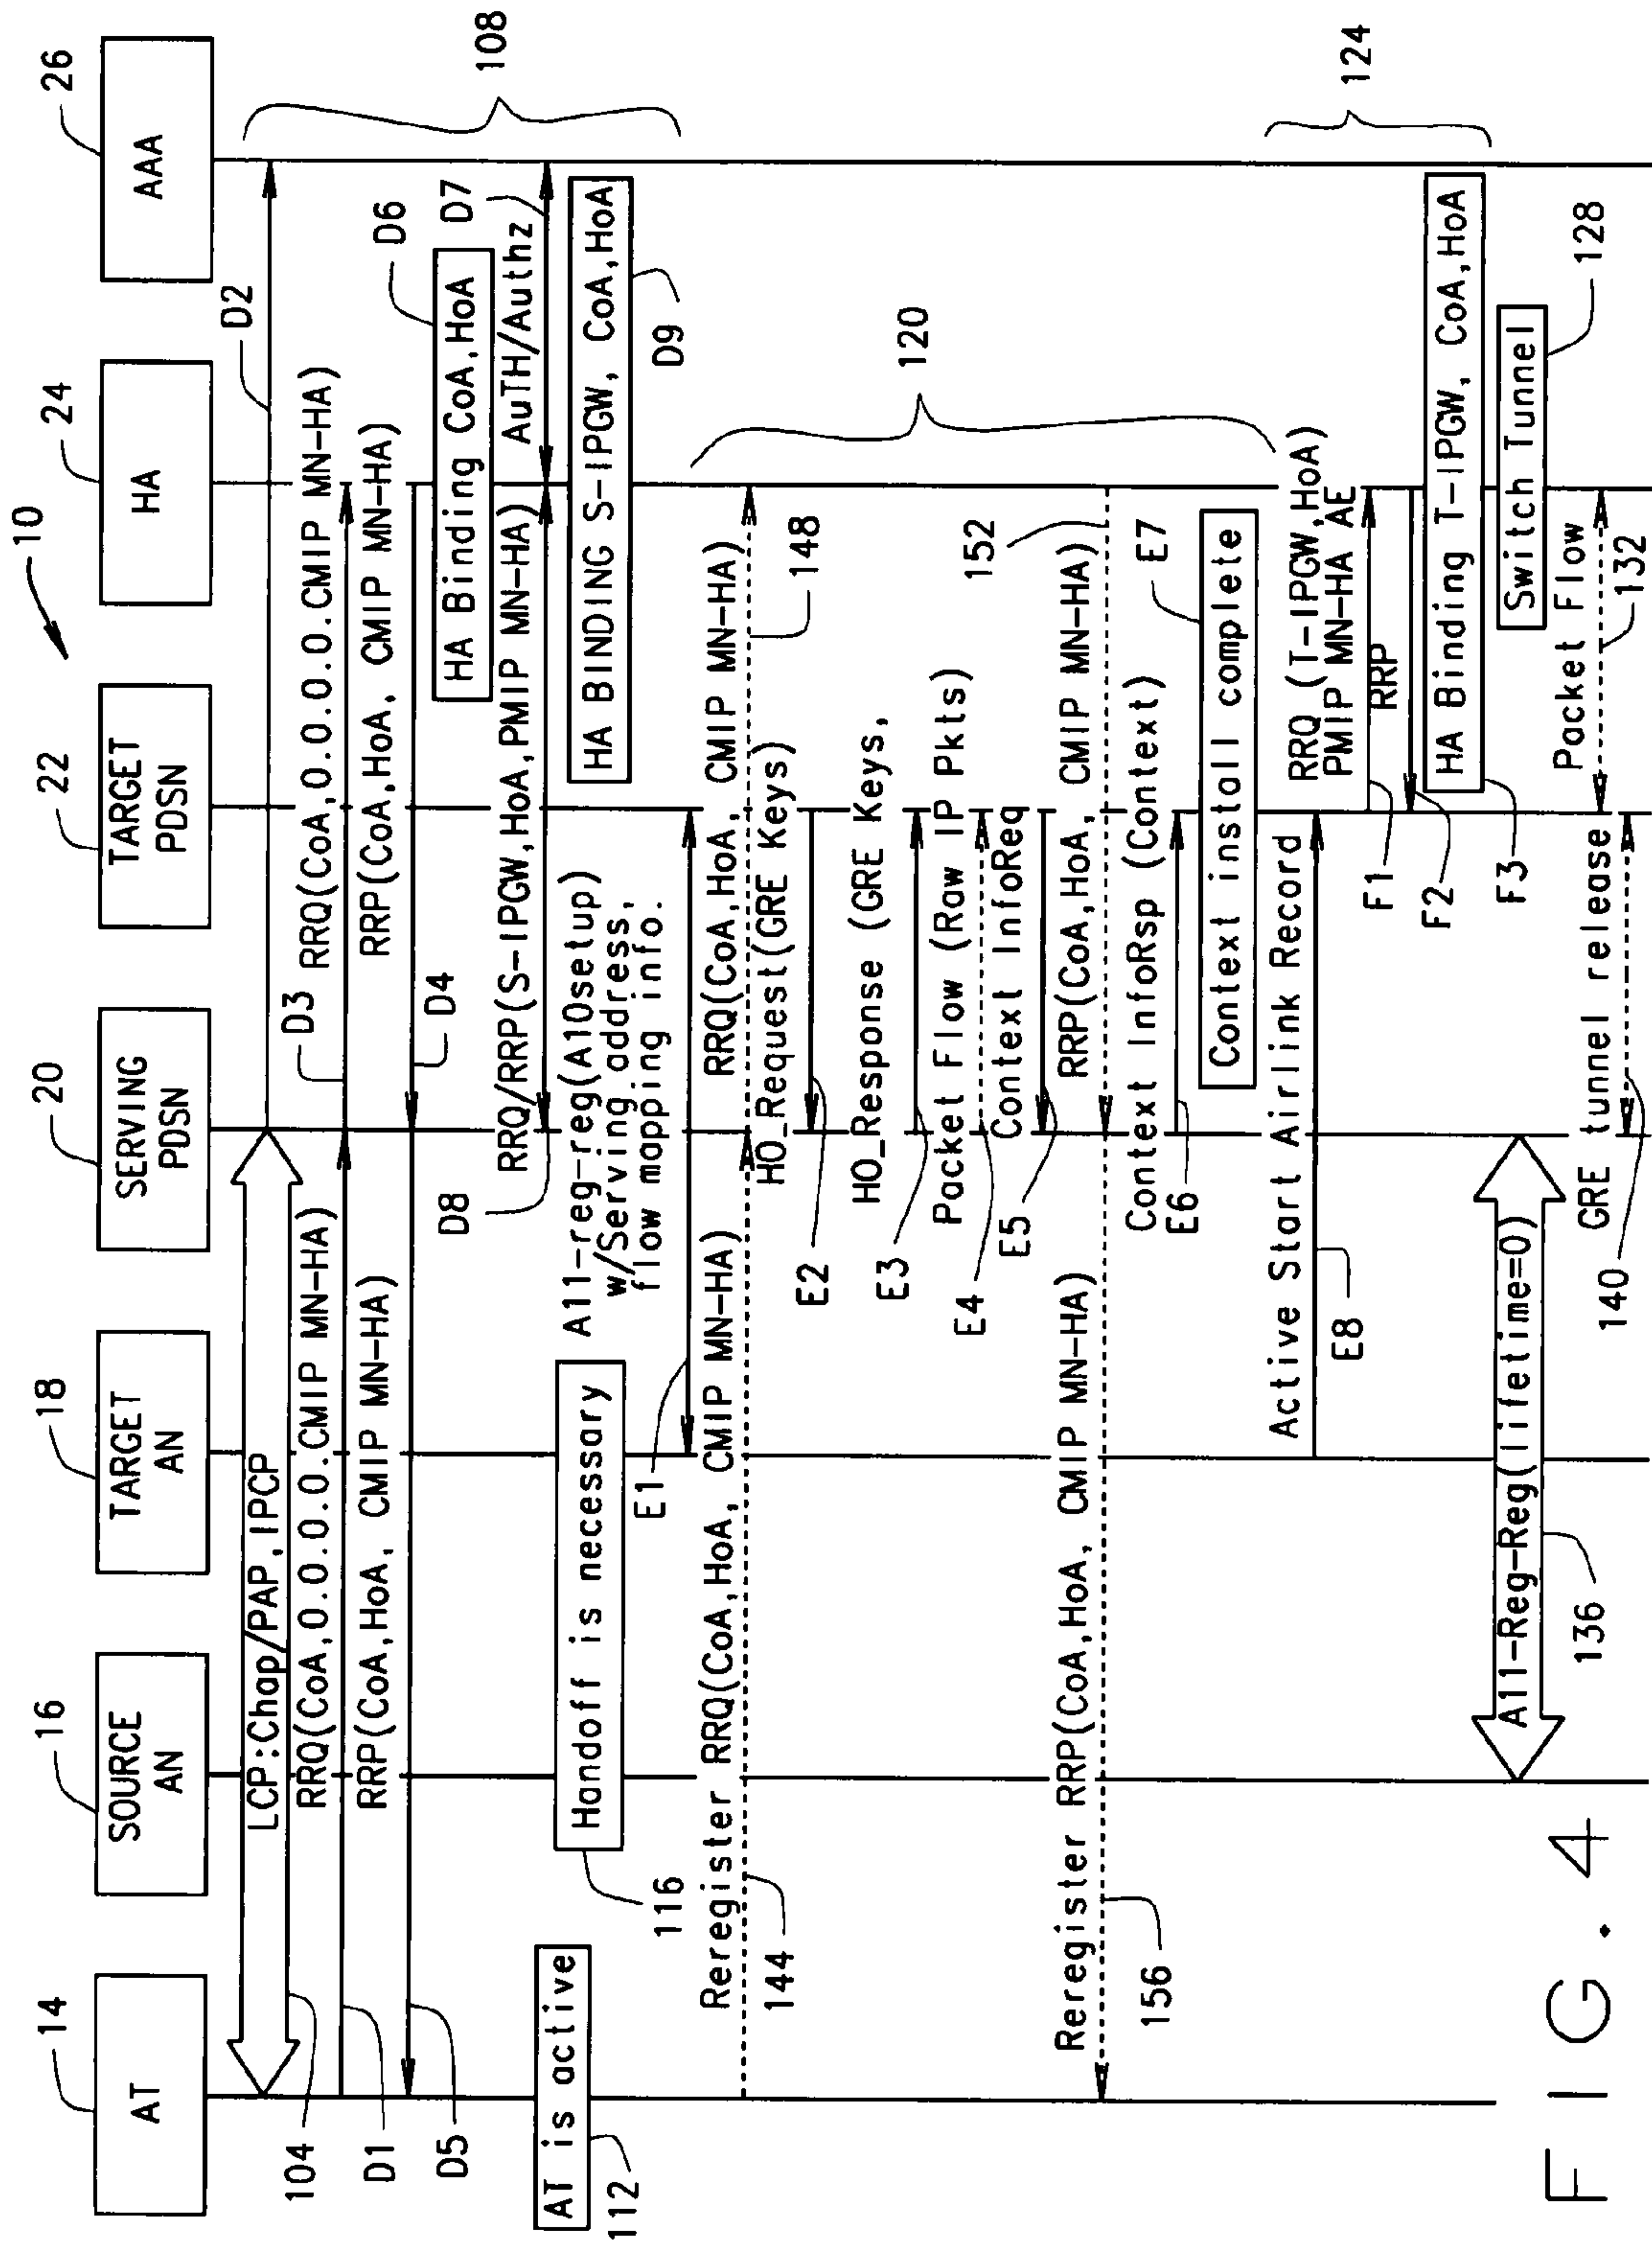 10
14
AT
16
SOURCE
AN
18
TARGET
AN
20
SERVING
PDSN
22
TARGET
PDSN
24
HA
26
AAA
LCP:Chap/PAP,IPCP
104
D2
108
RRQ(CoA,0.0.0.0.CMIP MN-HA)
D1
D3
RRQ(CoA,0.0.0.0.CMIP MN-HA)
RRP(CoA,HoA, CMIP MN-HA)
D5
D4
RRP(CoA,HoA, CMIP MN-HA)
HA Binding CoA,HoA
D6
D7
AuTH/Authz
D8
RRQ/RRP(S-IPGW,HoA,PMIP MN-HA)
HA BINDING S-IPGW, CoA,HoA
D9
AT is active
112
Handoff is necessary
116
A11-reg-req(A10setup)
w/Serving address,
flow mapping info.
E1
Reregister RRQ(CoA,HoA, CMIP MN-HA)
144
RRQ(CoA,HoA, CMIP MN-HA)
148
120
HO_Request(GRE Keys)
E2
HO_Response (GRE Keys,
E3
Packet Flow (Raw IP Pkts)
E4
Context InfoReq
E5
Reregister RRP(CoA,HoA, CMIP MN-HA)
156
RRP(CoA,HoA, CMIP MN-HA)
152
Context InfoRsp (Context)
E6
E7
Context install complete
Active Start Airlink Record
E8
RRQ (T-IPGW,HoA)
PMIP MN-HA AE
F1
RRP
F2
124
HA Binding T-IPGW, CoA,HoA
F3
Switch Tunnel
128
A11-Reg-Req(lifetime=0)
136
Packet Flow
132
GRE tunnel release
140
FIG. 4